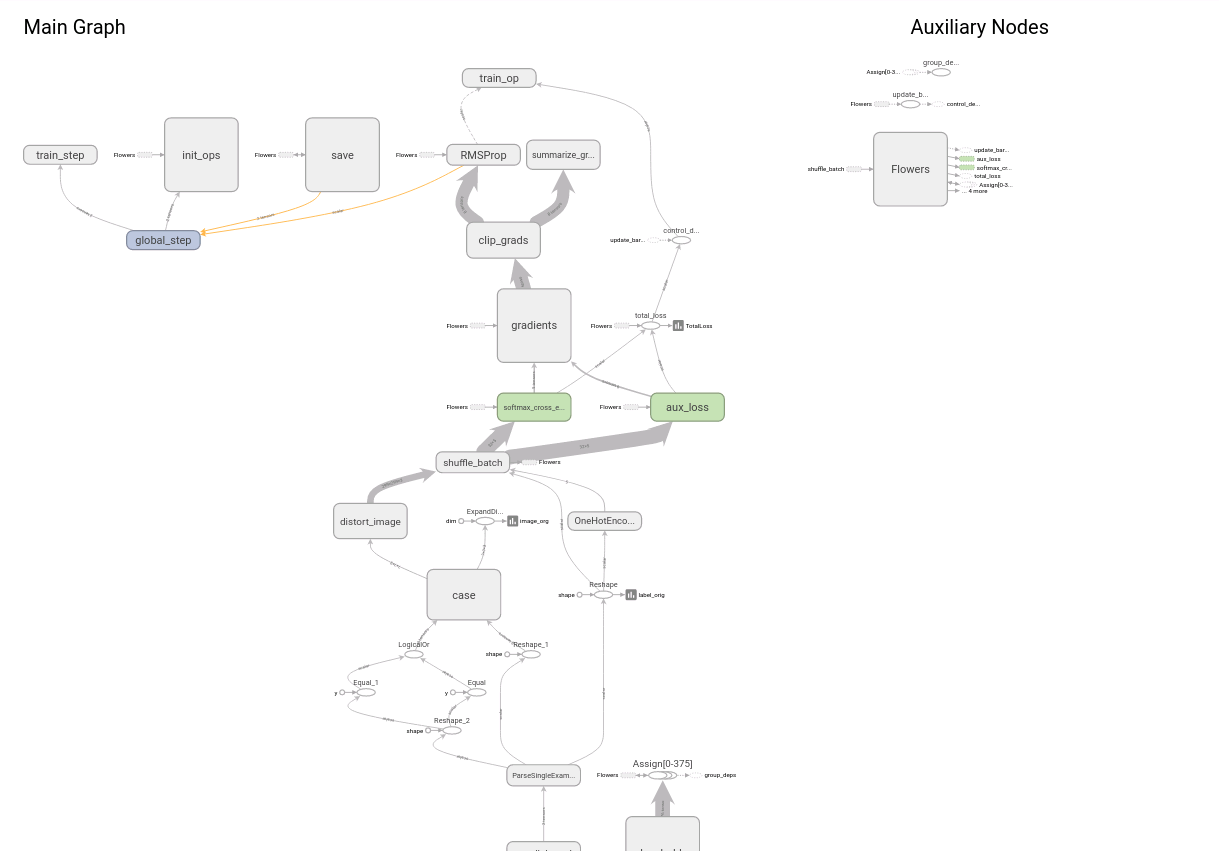 Main Graph
Auxiliary Nodes
group_de...
Assign[0-3...
train_op
update_b...
Flowers
control_de...
train_step
Flowers
init_ops
Flowers
save
Flowers
RMSProp
summarize_gr...
shuffle_batch
Flowers
update_bar...
aux_loss
softmax_cr...
total_loss
Assign[0-3...
... 4 more
global_step
clip_grads
control_d...
update_bar...
gradients
Flowers
total_loss
Flowers
TotalLoss
Flowers
softmax_cross_e...
Flowers
aux_loss
shuffle_batch
Flowers
distort_image
ExpandDi...
dim
image_org
OneHotEnco...
case
Reshape
shape
label_orig
LogicalOr
Reshape_1
shape
Equal_1
y
Equal
y
Reshape_2
shape
ParseSingleExam...
Assign[0-375]
Flowers
group_deps